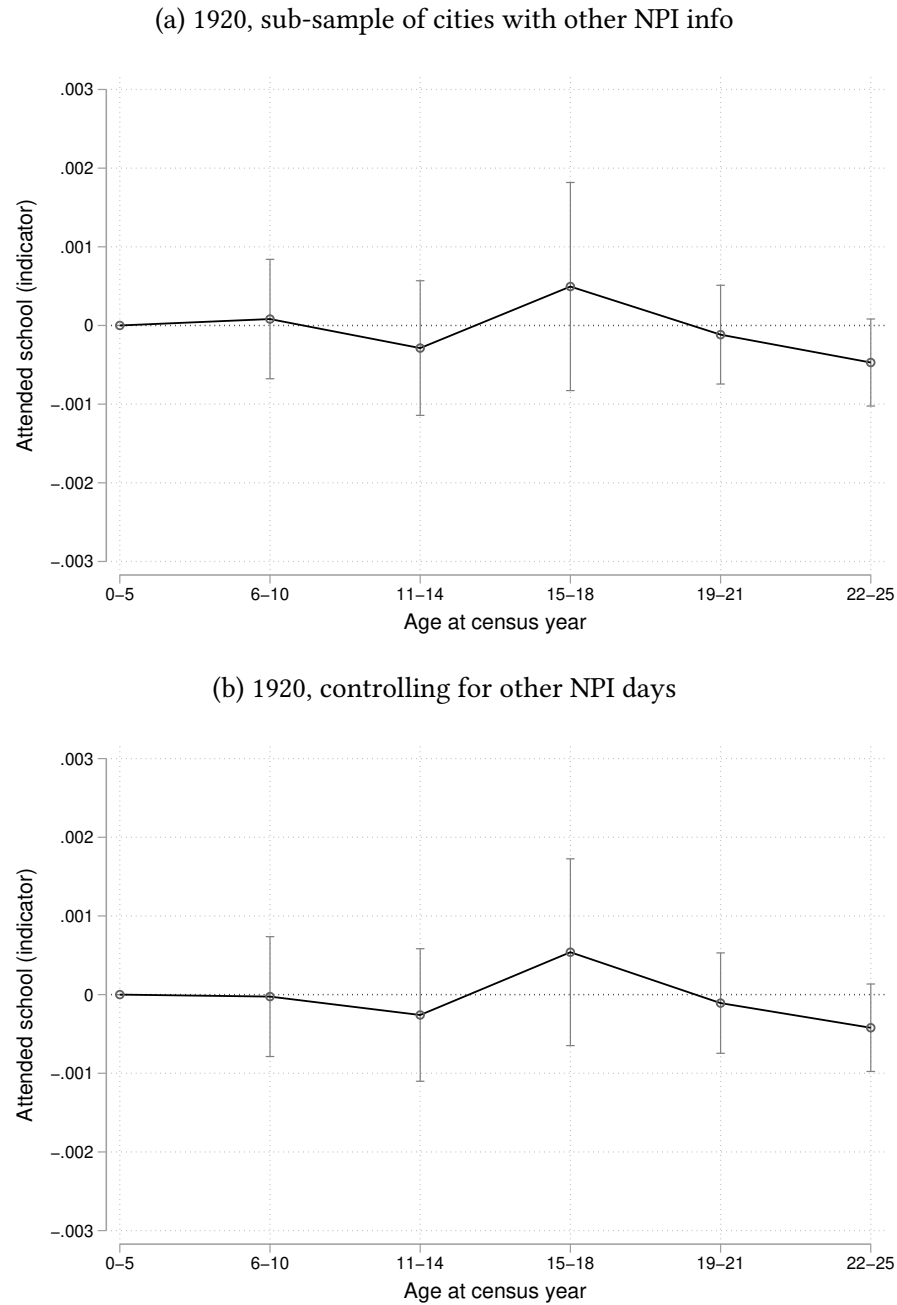 (a) 1920, sub-sample of cities with other NPI info
.003
.002
.001
0
−.001
−.002
−.003
Attended school (indicator)
0−5 6−10 11−14 15−18 19−21 22−25
Age at census year
(b) 1920, controlling for other NPI days
.003
.002
.001
0
−.001
−.002
−.003
Attended school (indicator)
0−5 6−10 11−14 15−18 19−21 22−25
Age at census year